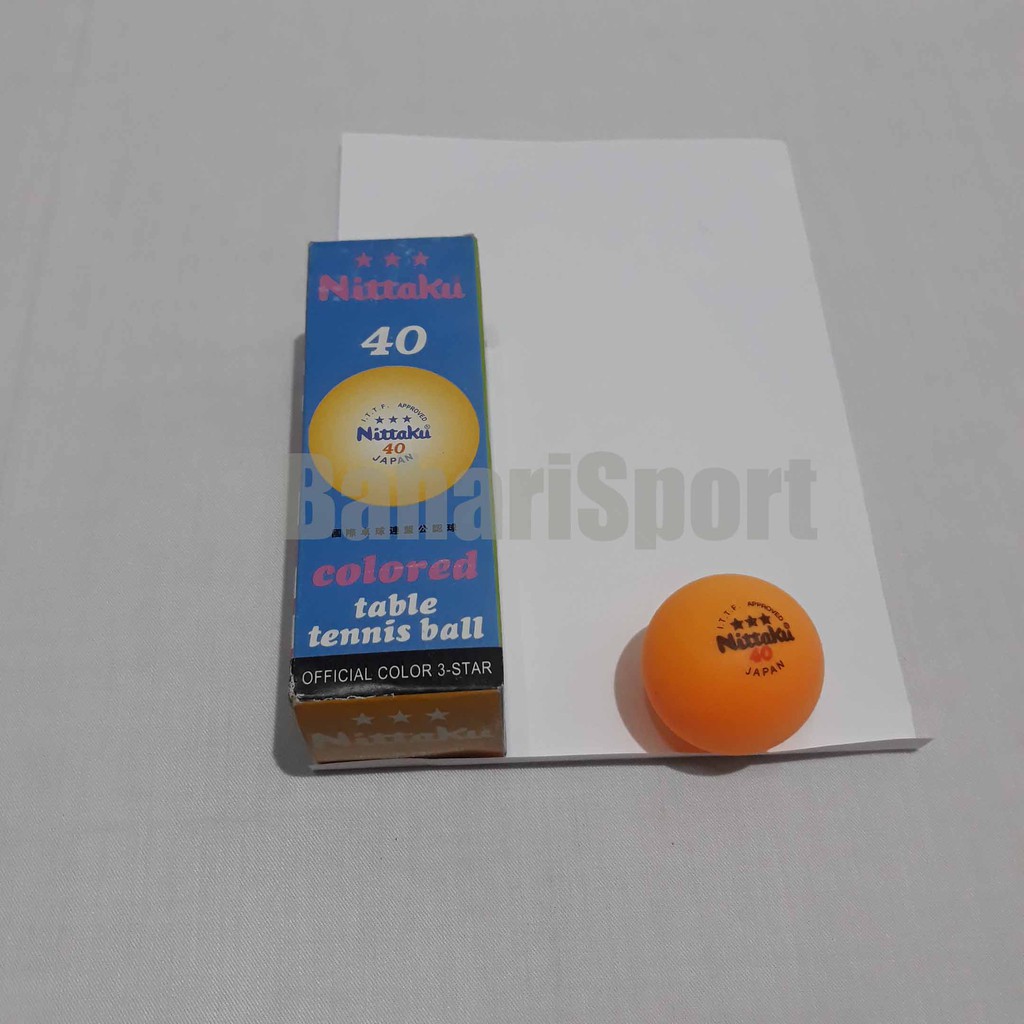 ★★★
Nittaku
40
I.T.T.F. APPROVED
★★★
Nittaku®
40
JAPAN
BanariSport
colored
table
tennis ball
OFFICIAL COLOR 3-STAR
★★★
Nittaku
I.T.T.F. APPROVED
★★★
Nittaku®
40
JAPAN